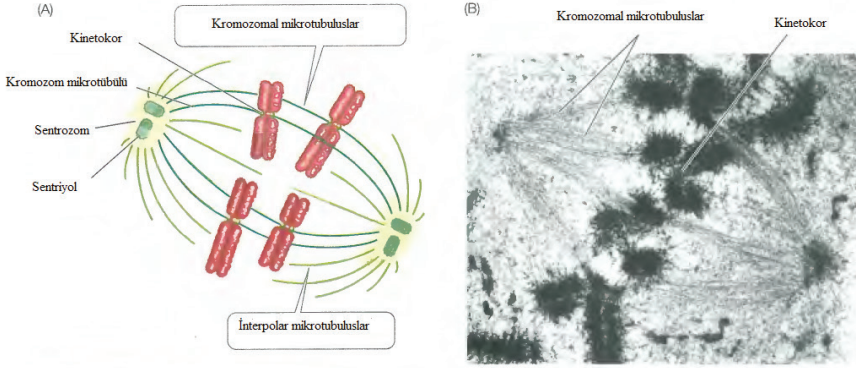 (A)
Kromozomal mikrotubuluslar
Kinetokor
Kromozom mikrotübülü
Sentrozom
Sentriyol
İnterpolar mikrotubuluslar
(B)
Kromozomal mikrotubuluslar
Kinetokor